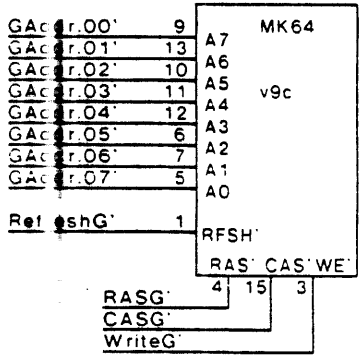 GAddr.00' 9 A7 MK64
GAddr.01' 13 A6
GAddr.02' 10 A5 v9c
GAddr.03' 11 A4
GAddr.04' 12 A3
GAddr.05' 6 A2
GAddr.06' 7 A1
GAddr.07' 5 A0
RefreshG' 1 RFSH'
RAS' CAS' WE'
4 15 3
RASG'
CASG'
WriteG'